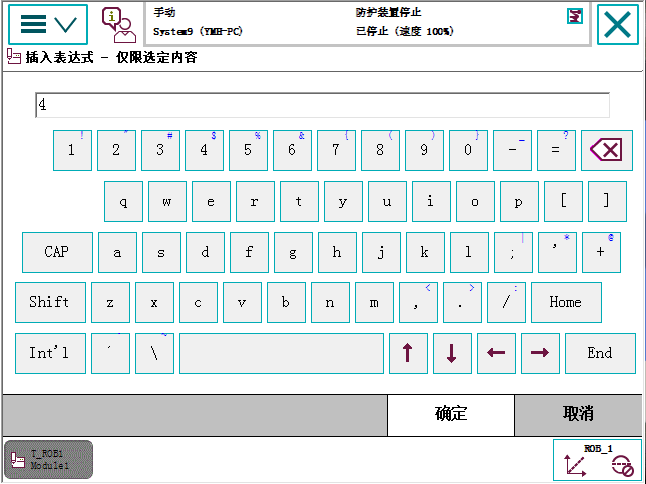 手动
防护装置停止
System9 (YMH-PC)
已停止 (速度 100%)
插入表达式 - 仅限选定内容
4
! " # $ % & { ( ) } _ ?
1 2 3 4 5 6 7 8 9 0 - =
q w e r t y u i o p [ ]
| * @
CAP a s d f g h j k l ; ' +
< > :
Shift z x c v b n m , . / Home
` ~
Int'l ´ \ End
确定 取消
T_ROB1
Module1
ROB_1